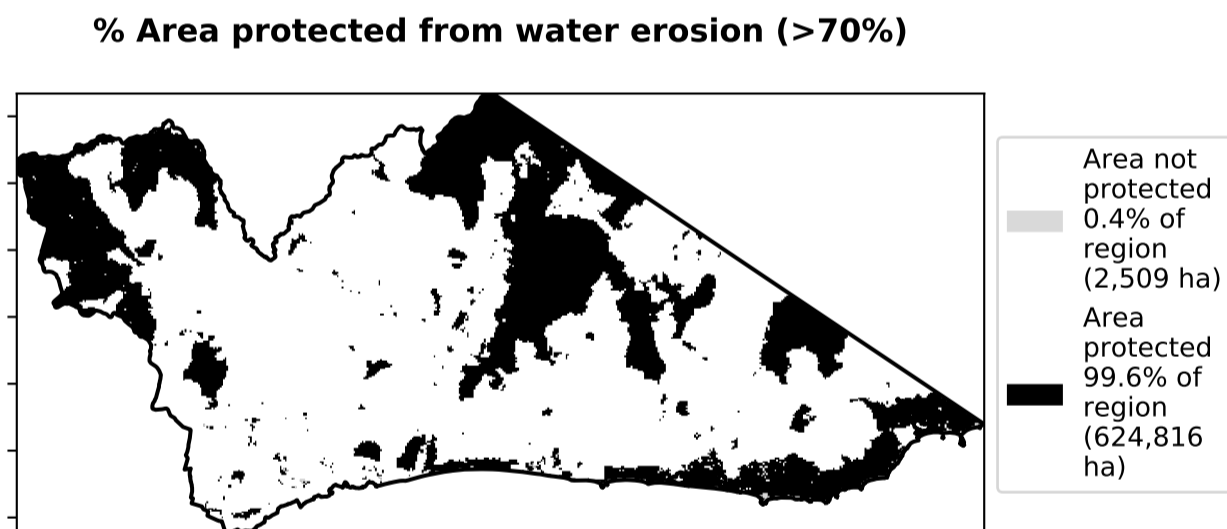 % Area protected from water erosion (>70%)
Area not
protected
0.4% of
region
(2,509 ha)
Area
protected
99.6% of
region
(624,816
ha)